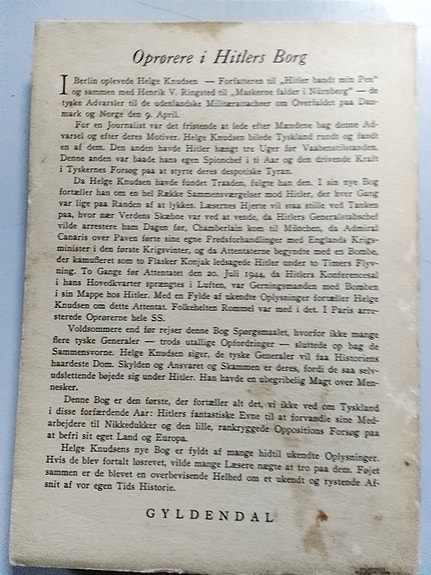 Oprørere i Hitlers Borg
I Berlin oplevede Helge Knudsen — Forfatteren til „Hitler bandt min Pen"
og sammen med Henrik V. Ringsted til „Maskerne falder i Nürnberg" — de
tyske Advarsler til de udenlandske Militærattacheer om Overfaldet paa Dan-
mark og Norge den 9. April.
For en Journalist var det fristende at lede efter Mændene bag denne Ad-
varsel og efter deres Motiver. Helge Knudsen bilede Tyskland rundt og fandt
en af dem. Den anden havde Hitler hængt tre Uger før Vaabenstilstanden.
Denne anden var baade hans egen Spionchef i ti Aar og den drivende Kraft
i Tyskernes Forsøg paa at styrte deres despotiske Tyran.
Da Helge Knudsen havde fundet Traaden, fulgte han den. I sin nye Bog
fortæller han om en hel Række Sammensværgelser mod Hitler, der hver Gang
var lige paa Randen af at lykkes. Læsernes Hjerte vil staa stille ved Tanken
paa, hvor nær Verdens Skæbne var ved at vende, da Hitlers Generalstabschef
vilde arrestere ham Dagen før, Chamberlain kom til München, da Admiral
Canaris over Paven førte sine egne Fredsforhandlinger med Englands Krigs-
minister i den første Krigsvinter, og da Attentaterne begyndte med en Bombe,
der kamufleret som to Flasker Konjak ledsagede Hitler under to Timers Flyv-
ning. To Gange før Attentatet den 20. Juli 1944, da Hitlers Konferencesal
i hans Hovedkvarter sprængtes i Luften, var Gerningsmanden med Bomben
i sin Mappe hos Hitler. Med en Fylde af ukendte Oplysninger fortæller Helge
Knudsen om dette Attentat. Folkehelten Rommel var med i det. I Paris arre-
sterede Oprørerne hele SS.
Voldsommere end før rejser denne Bog Spørgsmaalet, hvorfor ikke mange
flere tyske Generaler — trods utallige Opfordringer — sluttede op bag de
Sammensvorne. Helge Knudsen siger, de tyske Generaler vil faa Historiens
haardeste Dom. Skylden og Ansvaret og Skammen er deres, fordi de saa selv-
udslettende bøjede sig under Hitler. Han havde en ubegribelig Magt over Men-
nesker.
Denne Bog er den første, der fortæller alt det, vi ikke ved om Tyskland
i disse forfærdende Aar: Hitlers fantastiske Evne til at forvandle sine Med-
arbejdere til Nikkedukker og den lille, rankryggede Oppositions Forsøg paa
at befri sit eget Land og Europa.
Helge Knudsens nye Bog er fyldt af mange hidtil ukendte Oplysninger.
Hvis de blev fortalt løsrevet, vilde mange Læsere nægte at tro paa dem. Føjet
sammen er de blevet en overbevisende Helhed om et ukendt og rystende Af-
snit af vor egen Tids Historie.
GYLDENDAL